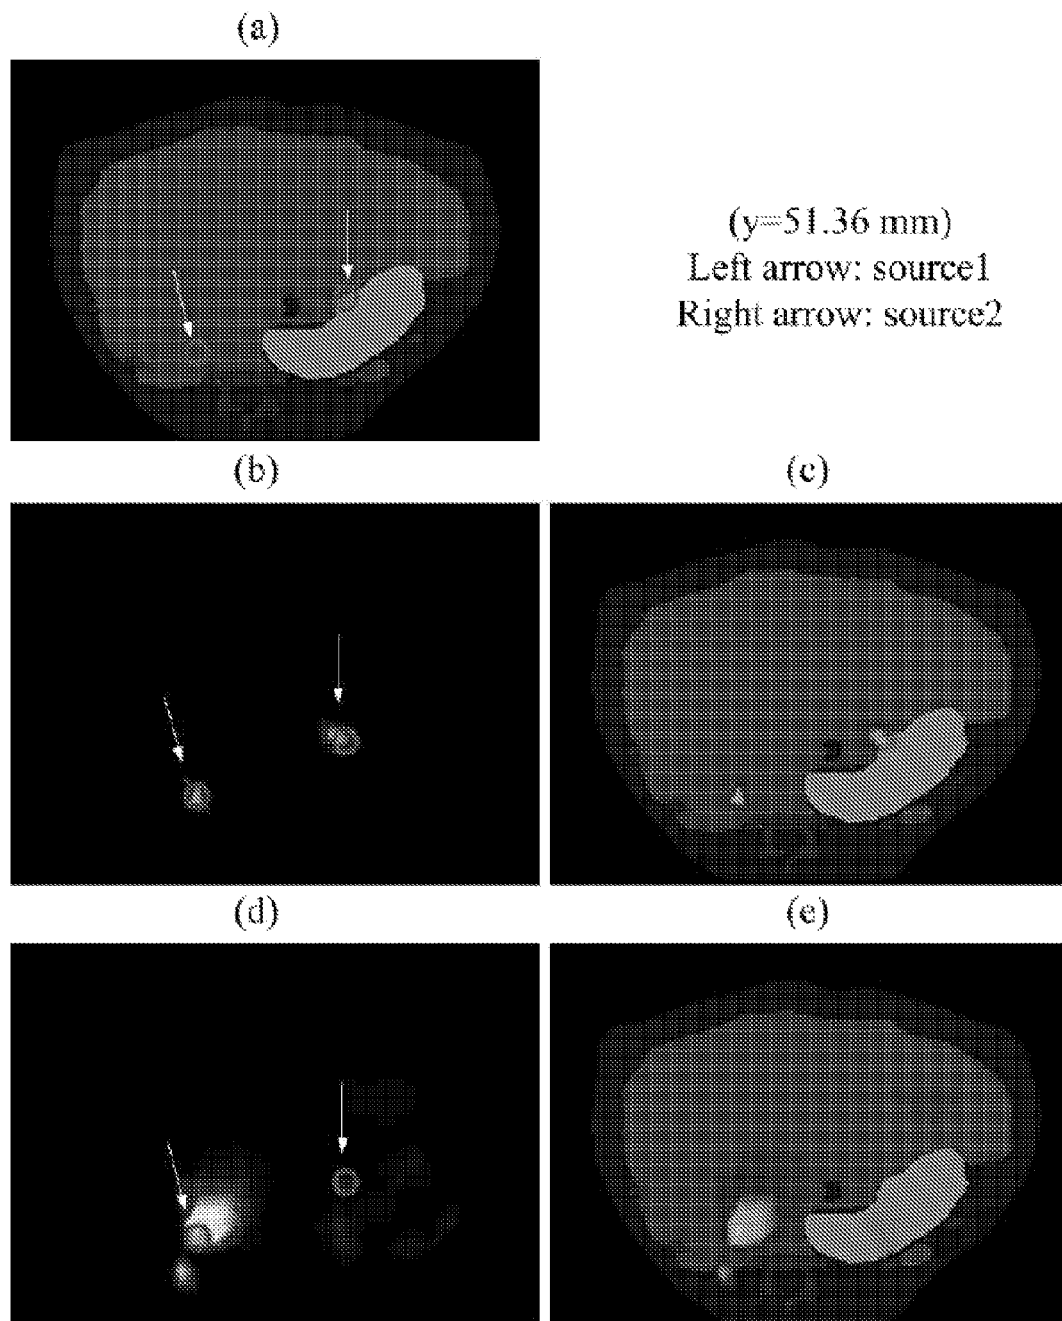 (a)
(y=51.36 mm)
Left arrow: source1
Right arrow: source2
(b)
(c)
(d)
(e)